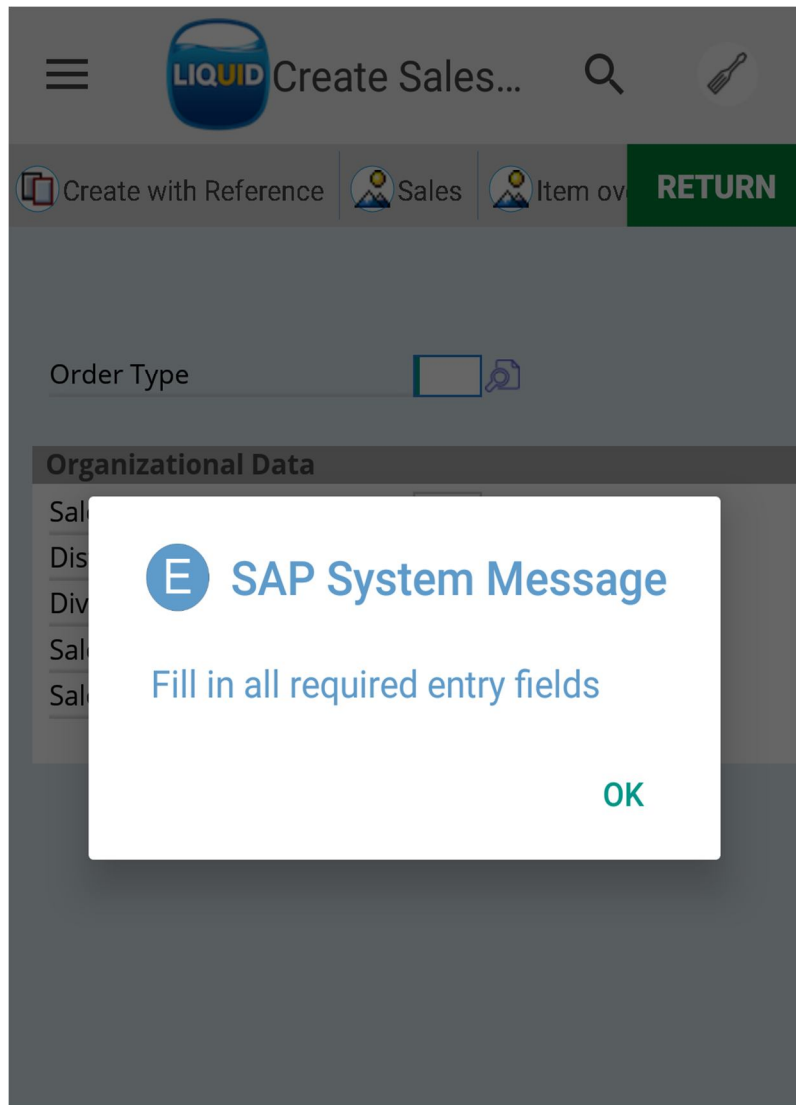 LIQUID Create Sales...
Create with Reference Sales Item ov RETURN
Order Type
Organizational Data
Sal
Dis
Div
Sal
Sal
E SAP System Message
Fill in all required entry fields
OK